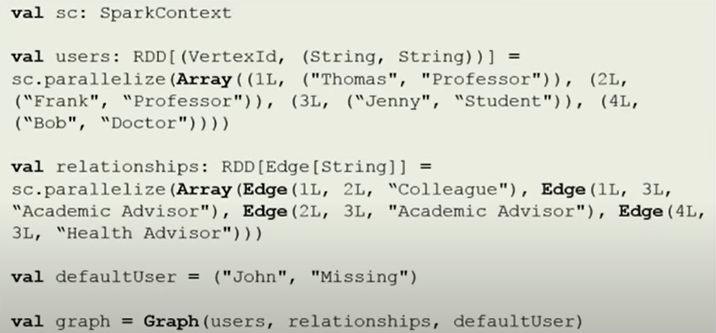 val sc: SparkContext
val users: RDD[(VertexId, (String, String))] =
sc.parallelize(Array((1L, ("Thomas", "Professor")), (2L,
(“Frank", “Professor")), (3L, (“Jenny", “Student")), (4L,
(“Bob", “Doctor"))))
val relationships: RDD[Edge[String]] =
sc.parallelize(Array(Edge(1L, 2L, “Colleague"), Edge(1L, 3L,
“Academic Advisor"), Edge(2L, 3L, "Academic Advisor"), Edge(4L,
3L, “Health Advisor")))
val defaultUser = ("John", "Missing")
val graph = Graph(users, relationships, defaultUser)